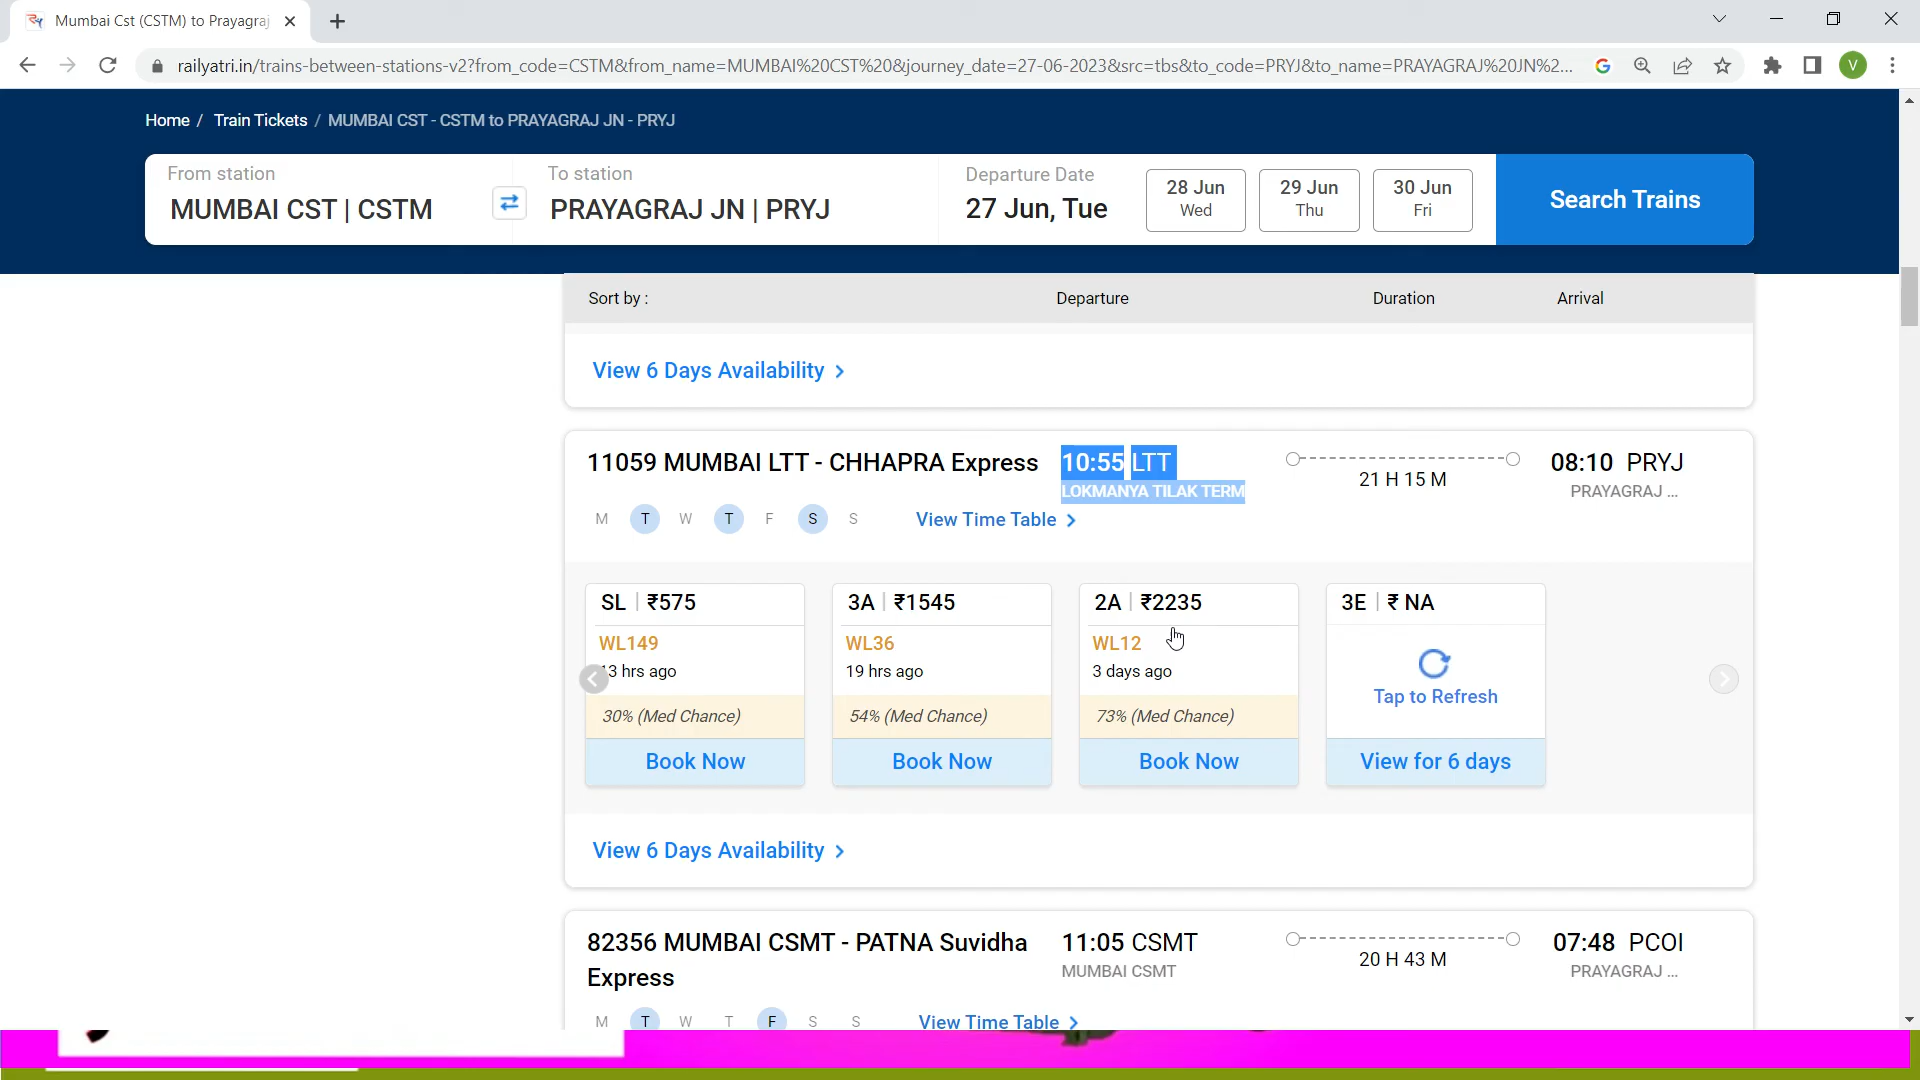 Mumbai Cst (CSTM) to Prayagraj
railyatri.in/trains-between-stations-v2?from_code=CSTM&from_name=MUMBAI%20CST%20&journey_date=27-06-2023&src=tbs&to_code=PRYJ&to_name=PRAYAGRAJ%20JN%2...
V
Home / Train Tickets / MUMBAI CST - CSTM to PRAYAGRAJ JN - PRYJ
From station
MUMBAI CST | CSTM
To station
PRAYAGRAJ JN | PRYJ
Departure Date
27 Jun, Tue
28 Jun
Wed
29 Jun
Thu
30 Jun
Fri
Search Trains
Sort by : Departure Duration Arrival
View 6 Days Availability >
11059 MUMBAI LTT - CHHAPRA Express 10:55 LTT
LOKMANYA TILAK TERM
21 H 15 M
08:10 PRYJ
PRAYAGRAJ ...
M T W T F S S View Time Table >
SL | ₹575
WL149
13 hrs ago
30% (Med Chance)
Book Now
3A | ₹1545
WL36
19 hrs ago
54% (Med Chance)
Book Now
2A | ₹2235
WL12
3 days ago
73% (Med Chance)
Book Now
3E | ₹ NA
Tap to Refresh
View for 6 days
View 6 Days Availability >
82356 MUMBAI CSMT - PATNA Suvidha
Express
11:05 CSMT
MUMBAI CSMT
20 H 43 M
07:48 PCOI
PRAYAGRAJ ...
M T W T F S S View Time Table >